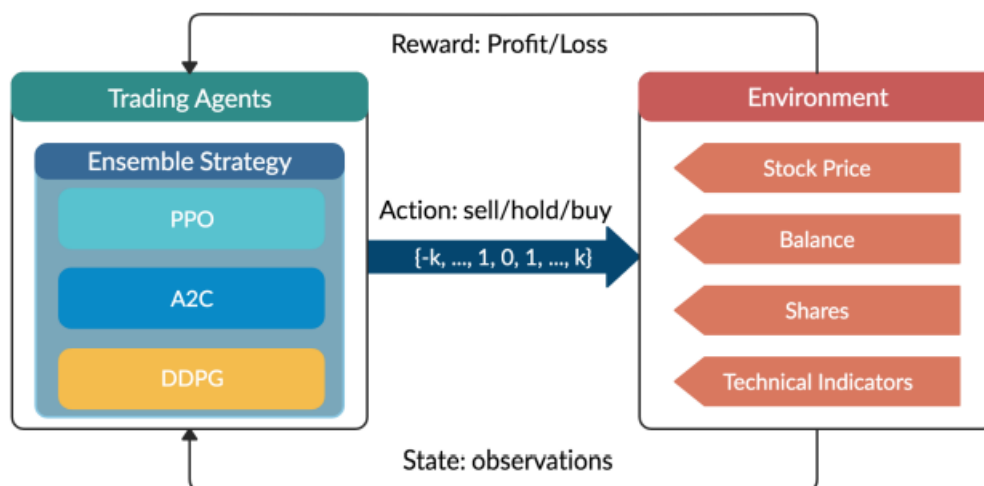 Reward: Profit/Loss
Trading Agents
Ensemble Strategy
PPO
A2C
DDPG
Action: sell/hold/buy
{-k, ..., 1, 0, 1, ..., k}
Environment
Stock Price
Balance
Shares
Technical Indicators
State: observations